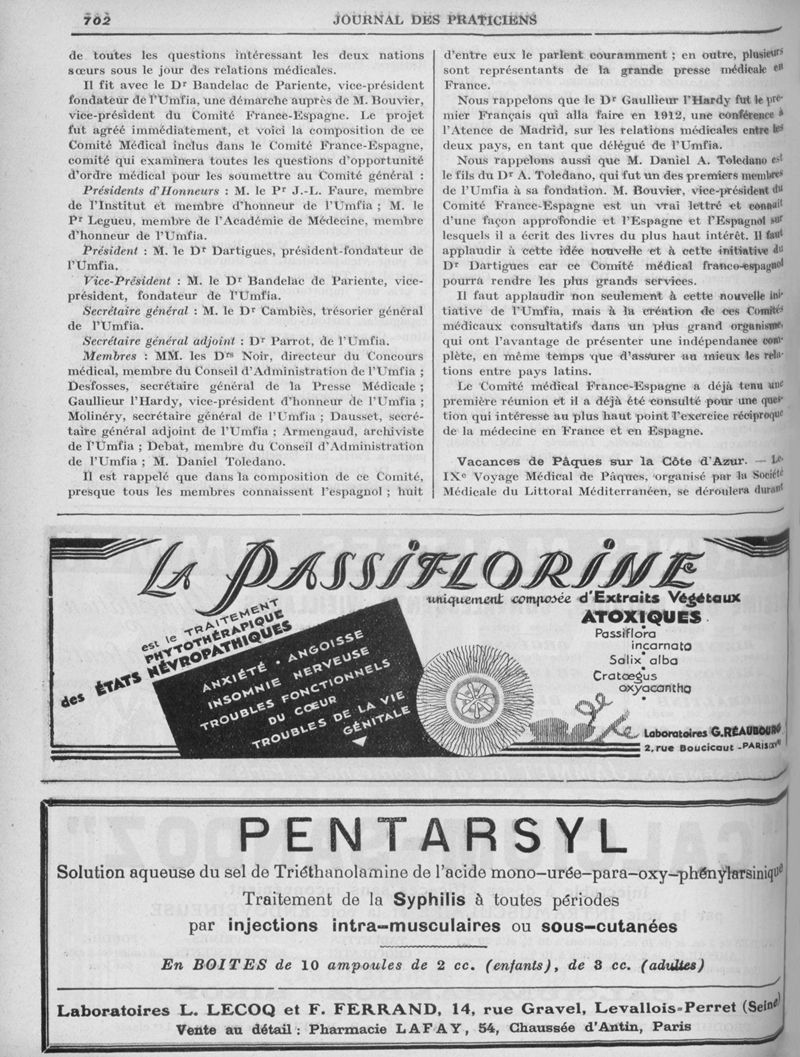 702
JOURNAL DES PRATICIENS
de toutes les questions intéressant les deux nations
sœurs sous le jour des relations médicales.
Il fit avec le Dr Bandelac de Pariente, vice-président
fondateur de l'Umfia, une démarche auprès de M. Bouvier,
vice-président du Comité France-Espagne. Le projet
fut agréé immédiatement, et voici la composition de ce
Comité Médical inclus dans le Comité France-Espagne,
comité qui examinera toutes les questions d'opportunité
d'ordre médical pour les soumettre au Comité général :
Présidents d'Honneurs : M. le Pr J.-L. Faure, membre
de l'Institut et membre d'honneur de l'Umfia ; M. le
Pr Legueu, membre de l'Académie de Médecine, membre
d'honneur de l'Umfia.
Président : M. le Dr Dartigues, président-fondateur de
l'Umfia.
Vice-Président : M. le Dr Bandelac de Pariente, vice-
président, fondateur de l'Umfia.
Secrétaire général : M. le Dr Cambiès, trésorier général
de l'Umfia.
Secrétaire général adjoint : Dr Parrot, de l'Umfia.
Membres : MM. les Drs Noir, directeur du Concours
médical, membre du Conseil d'Administration de l'Umfia ;
Desfosses, secrétaire général de la Presse Médicale ;
Gaullieur l'Hardy, vice-président d'honneur de l'Umfia ;
Molinéry, secrétaire général de l'Umfia ; Dausset, secré-
taire général adjoint de l'Umfia ; Armengaud, archiviste
de l'Umfia ; Debat, membre du Conseil d'Administration
de l'Umfia ; M. Daniel Toledano.
Il est rappelé que dans la composition de ce Comité,
presque tous les membres connaissent l'espagnol ; huit
d'entre eux le parlent couramment ; en outre, plusieurs
sont représentants de la grande presse médicale en
France.
Nous rappelons que le Dr Gaullieur l'Hardy fut le pre-
mier Français qui alla faire en 1912, une conférence à
l'Atence de Madrid, sur les relations médicales entre les
deux pays, en tant que délégué de l'Umfia.
Nous rappelons aussi que M. Daniel A. Toledano est
le fils du Dr A. Toledano, qui fut un des premiers membres
de l'Umfia à sa fondation. M. Bouvier, vice-président du
Comité France-Espagne est un vrai lettré et connait
d'une façon approfondie et l'Espagne et l'Espagnol sur
lesquels il a écrit des livres du plus haut intérêt. Il faut
applaudir à cette idée nouvelle et à cette initiative du
Dr Dartigues car ce Comité médical franco-espagnol
pourra rendre les plus grands services.
Il faut applaudir non seulement à cette nouvelle ini-
tiative de l'Umfia, mais à la création de ces Comités
médicaux consultatifs dans un plus grand organisme,
qui ont l'avantage de présenter une indépendance com-
plète, en même temps que d'assurer au mieux les rela-
tions entre pays latins.
Le Comité médical France-Espagne a déjà tenu une
première réunion et il a déjà été consulté pour une ques-
tion qui intéresse au plus haut point l'exercice réciproque
de la médecine en France et en Espagne.
Vacances de Pâques sur la Côte d'Azur. — Le
IXe Voyage Médical de Pâques, organisé par la Société
Médicale du Littoral Méditerranéen, se déroulera durant
LA PASSIFLORINE
uniquement composée d'Extraits Végétaux
ATOXIQUES.
Passiflora
incarnata
Salix alba
Cratœgus
oxyacantha
est le TRAITEMENT
PHYTOTHÉRAPIQUE
des ÉTATS NÉVROPATHIQUES
ANXIÉTÉ • ANGOISSE
INSOMNIE NERVEUSE
TROUBLES FONCTIONNELS
DU CŒUR
TROUBLES DE LA VIE
GÉNITALE
Laboratoires G. RÉAUBOURG
2, rue Boucicaut - PARIS XVe
PENTARSYL
Solution aqueuse du sel de Triéthanolamine de l'acide mono-urée-para-oxy-phénylarsinique
Traitement de la Syphilis à toutes périodes
par injections intra-musculaires ou sous-cutanées
En BOITES de 10 ampoules de 2 cc. (enfants), de 3 cc. (adultes)
Laboratoires L. LECOQ et F. FERRAND, 14, rue Gravel, Levallois-Perret (Seine)
Vente au détail : Pharmacie LAFAY, 54, Chaussée d'Antin, Paris